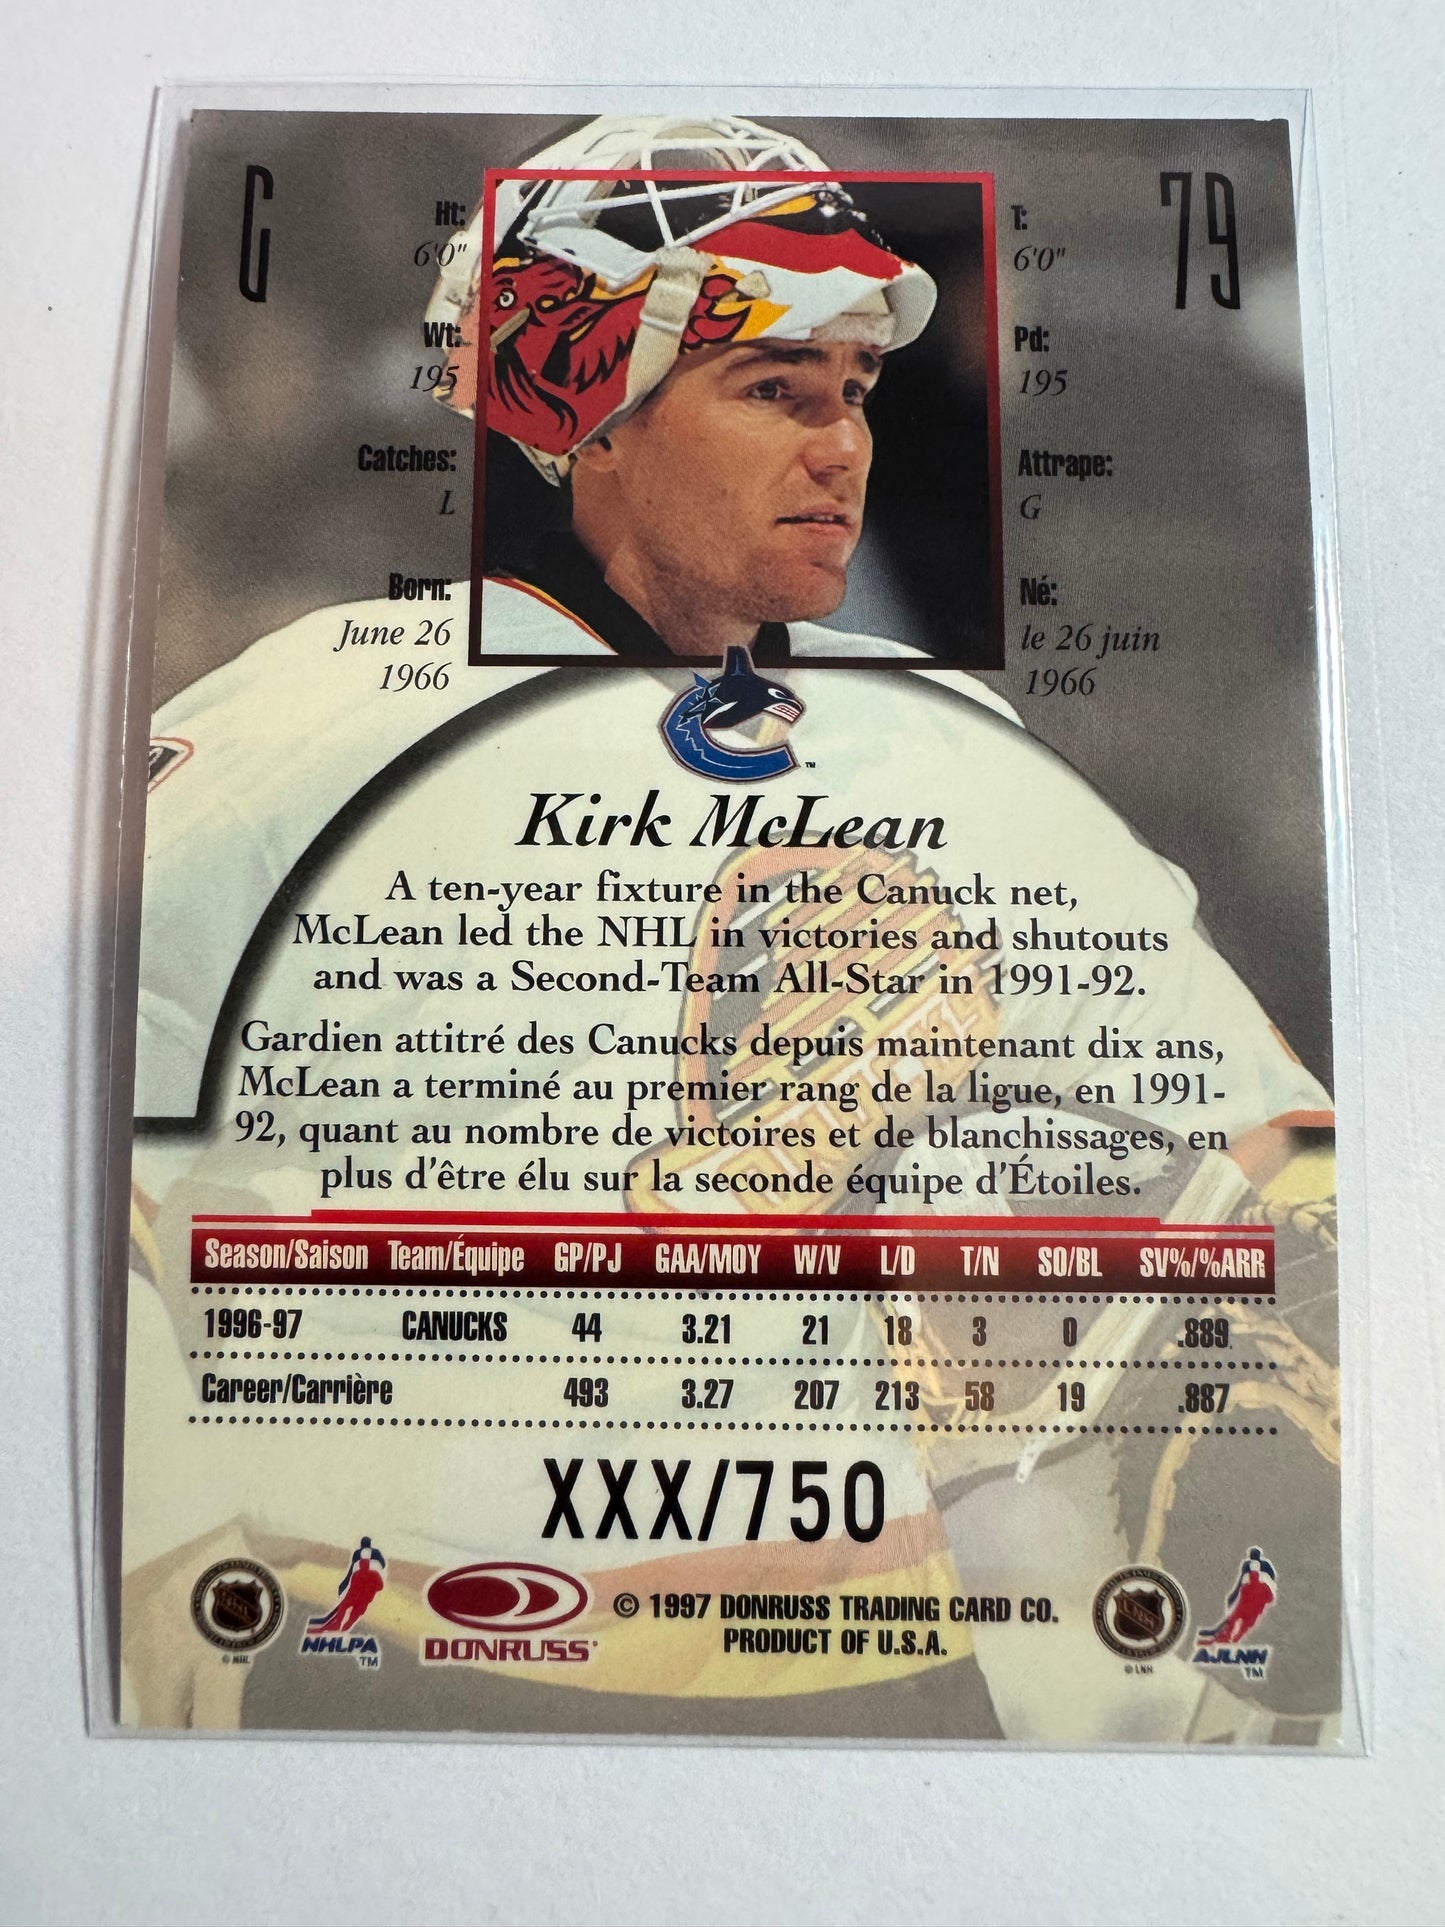 G
79
Ht:
6'0"
Wt:
195
Catches:
L
Born:
June 26
1966
T:
6'0"
Pd:
195
Attrape:
G
Né:
le 26 juin
1966
TM
Kirk McLean
A ten-year fixture in the Canuck net,
McLean led the NHL in victories and shutouts
and was a Second-Team All-Star in 1991-92.
Gardien attitré des Canucks depuis maintenant dix ans,
McLean a terminé au premier rang de la ligue, en 1991-
92, quant au nombre de victoires et de blanchissages, en
plus d'être élu sur la seconde équipe d'Étoiles.
Season/Saison Team/Équipe GP/PJ GAA/MOY W/V L/D T/N SO/BL SV%/%ARR
1996-97 CANUCKS 44 3.21 21 18 3 0 .889
Career/Carrière 493 3.27 207 213 58 19 .887
XXX/750
© NHL
NHLPA
TM
DONRUSS
© 1997 DONRUSS TRADING CARD CO.
PRODUCT OF U.S.A.
© LNH
AJLNH
TM